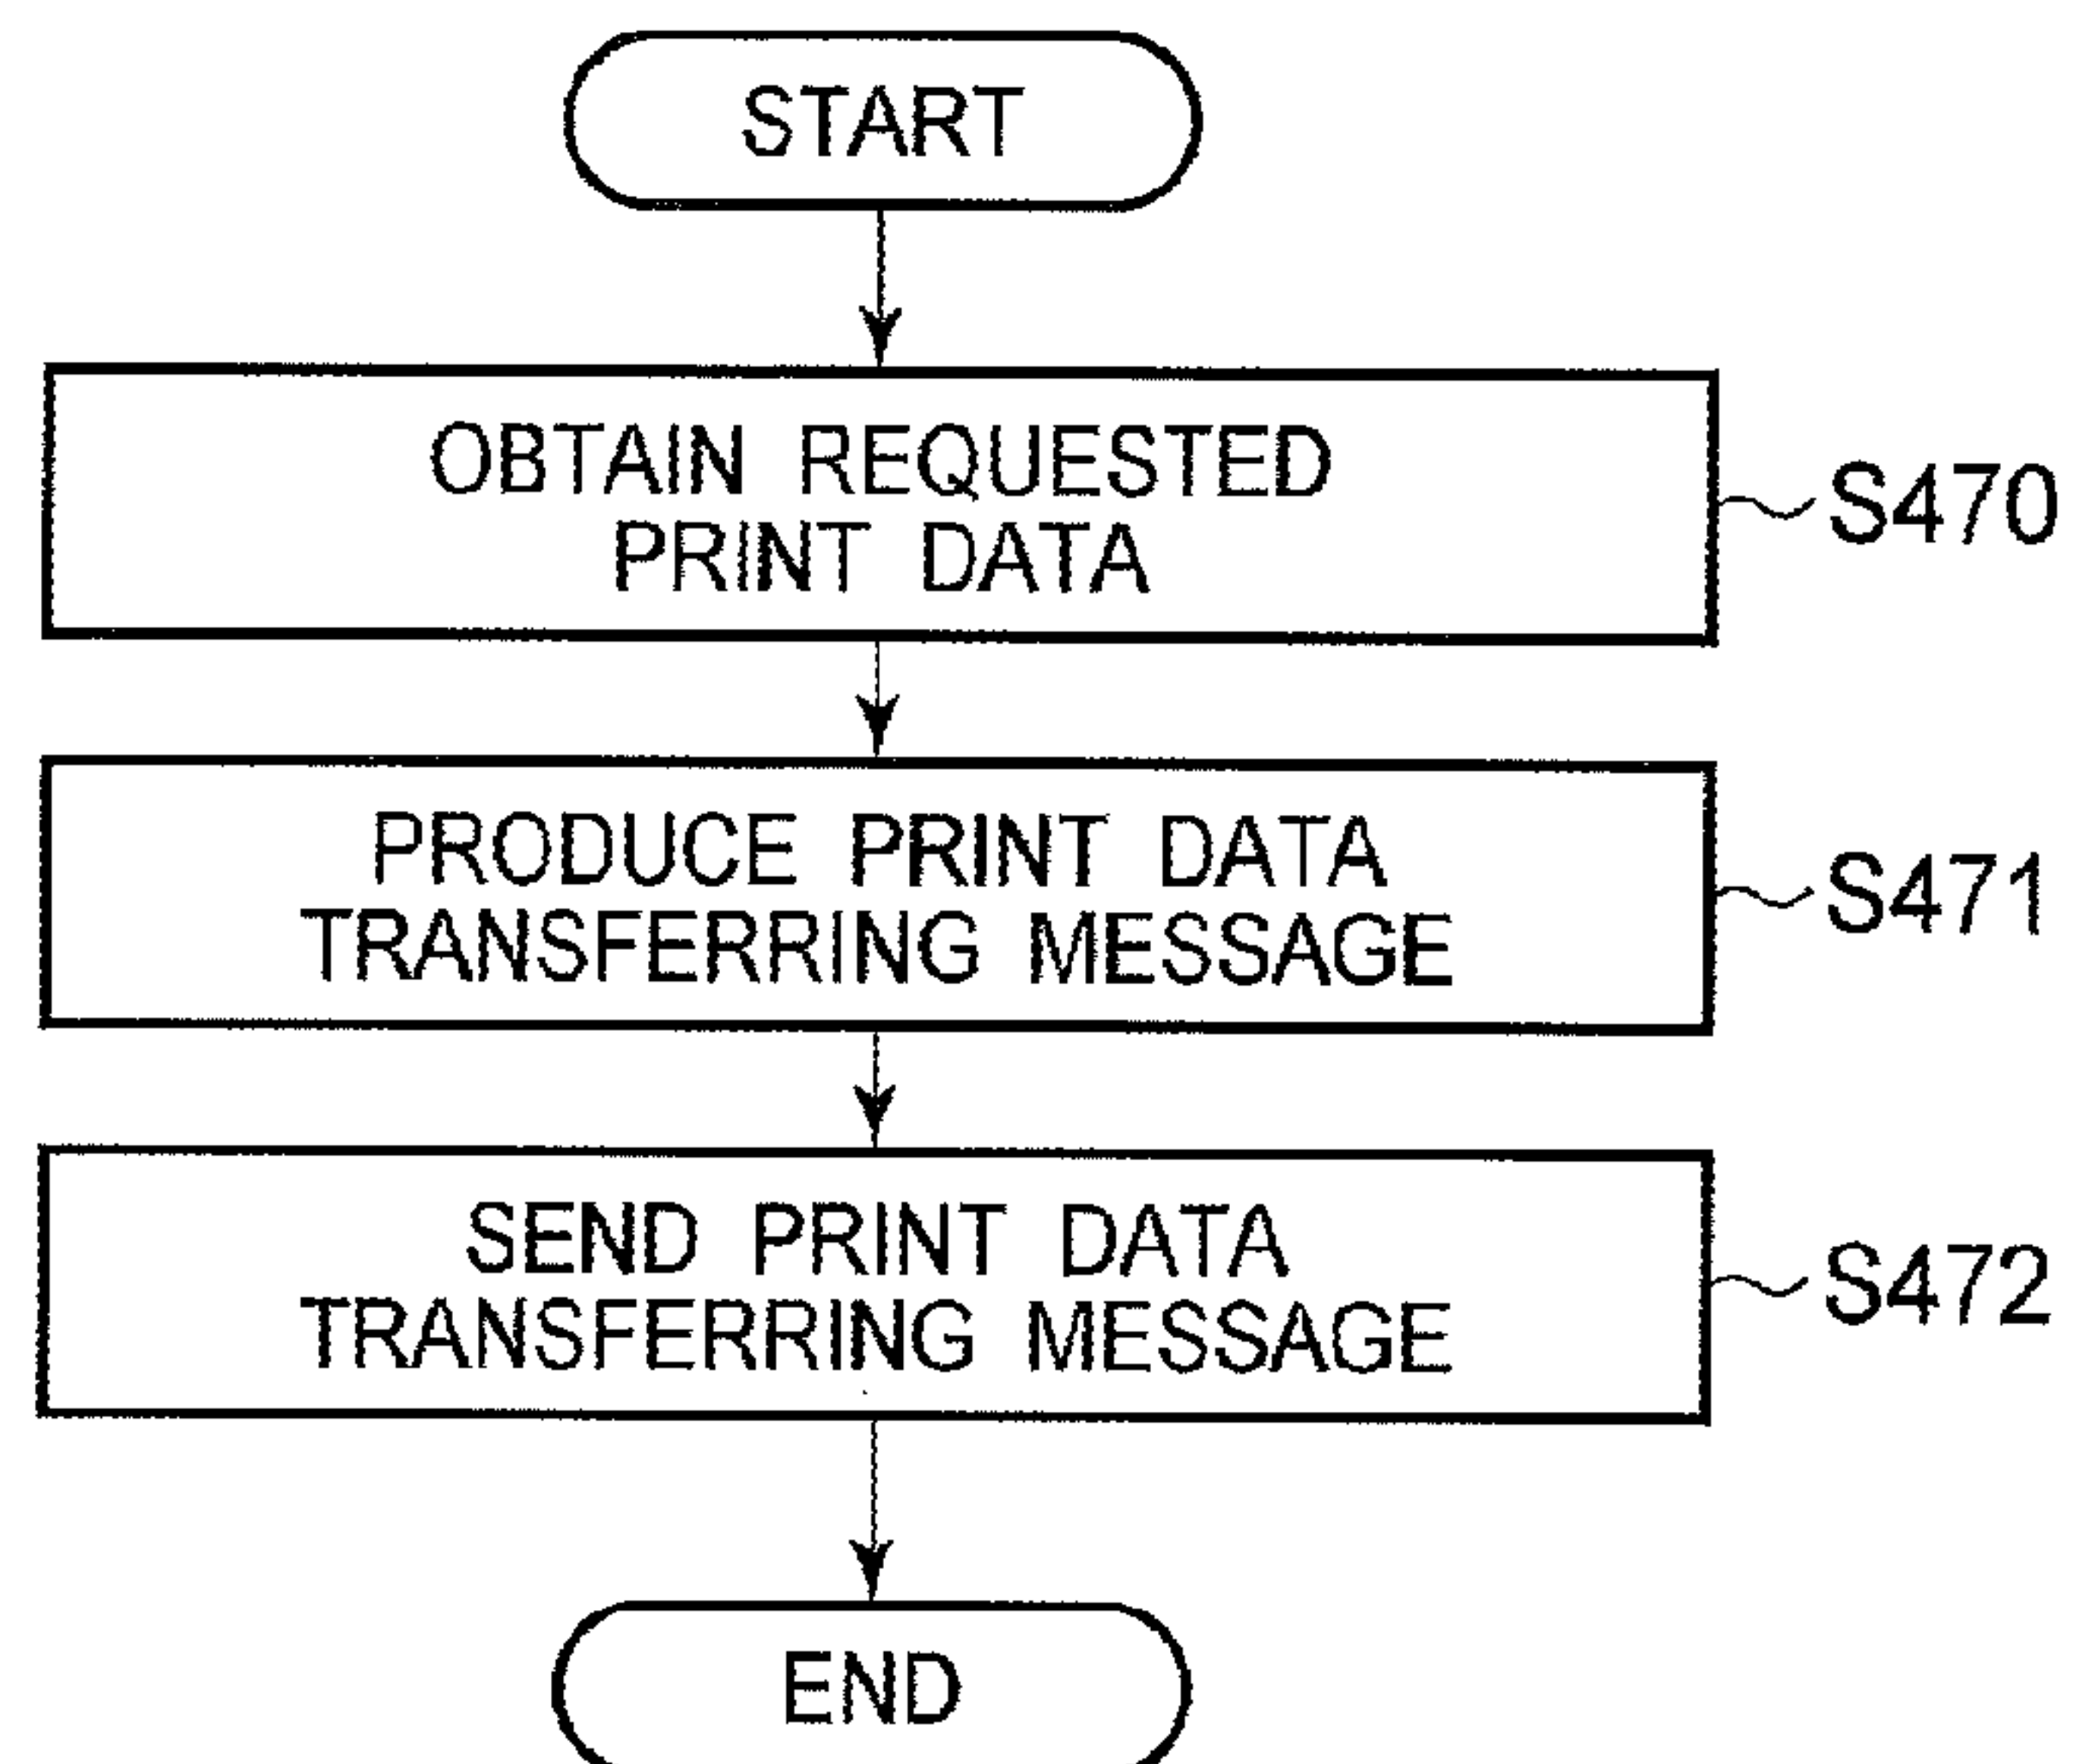 START
OBTAIN REQUESTED
PRINT DATA
S470
PRODUCE PRINT DATA
TRANSFERRING MESSAGE
S471
SEND PRINT DATA
TRANSFERRING MESSAGE
S472
END